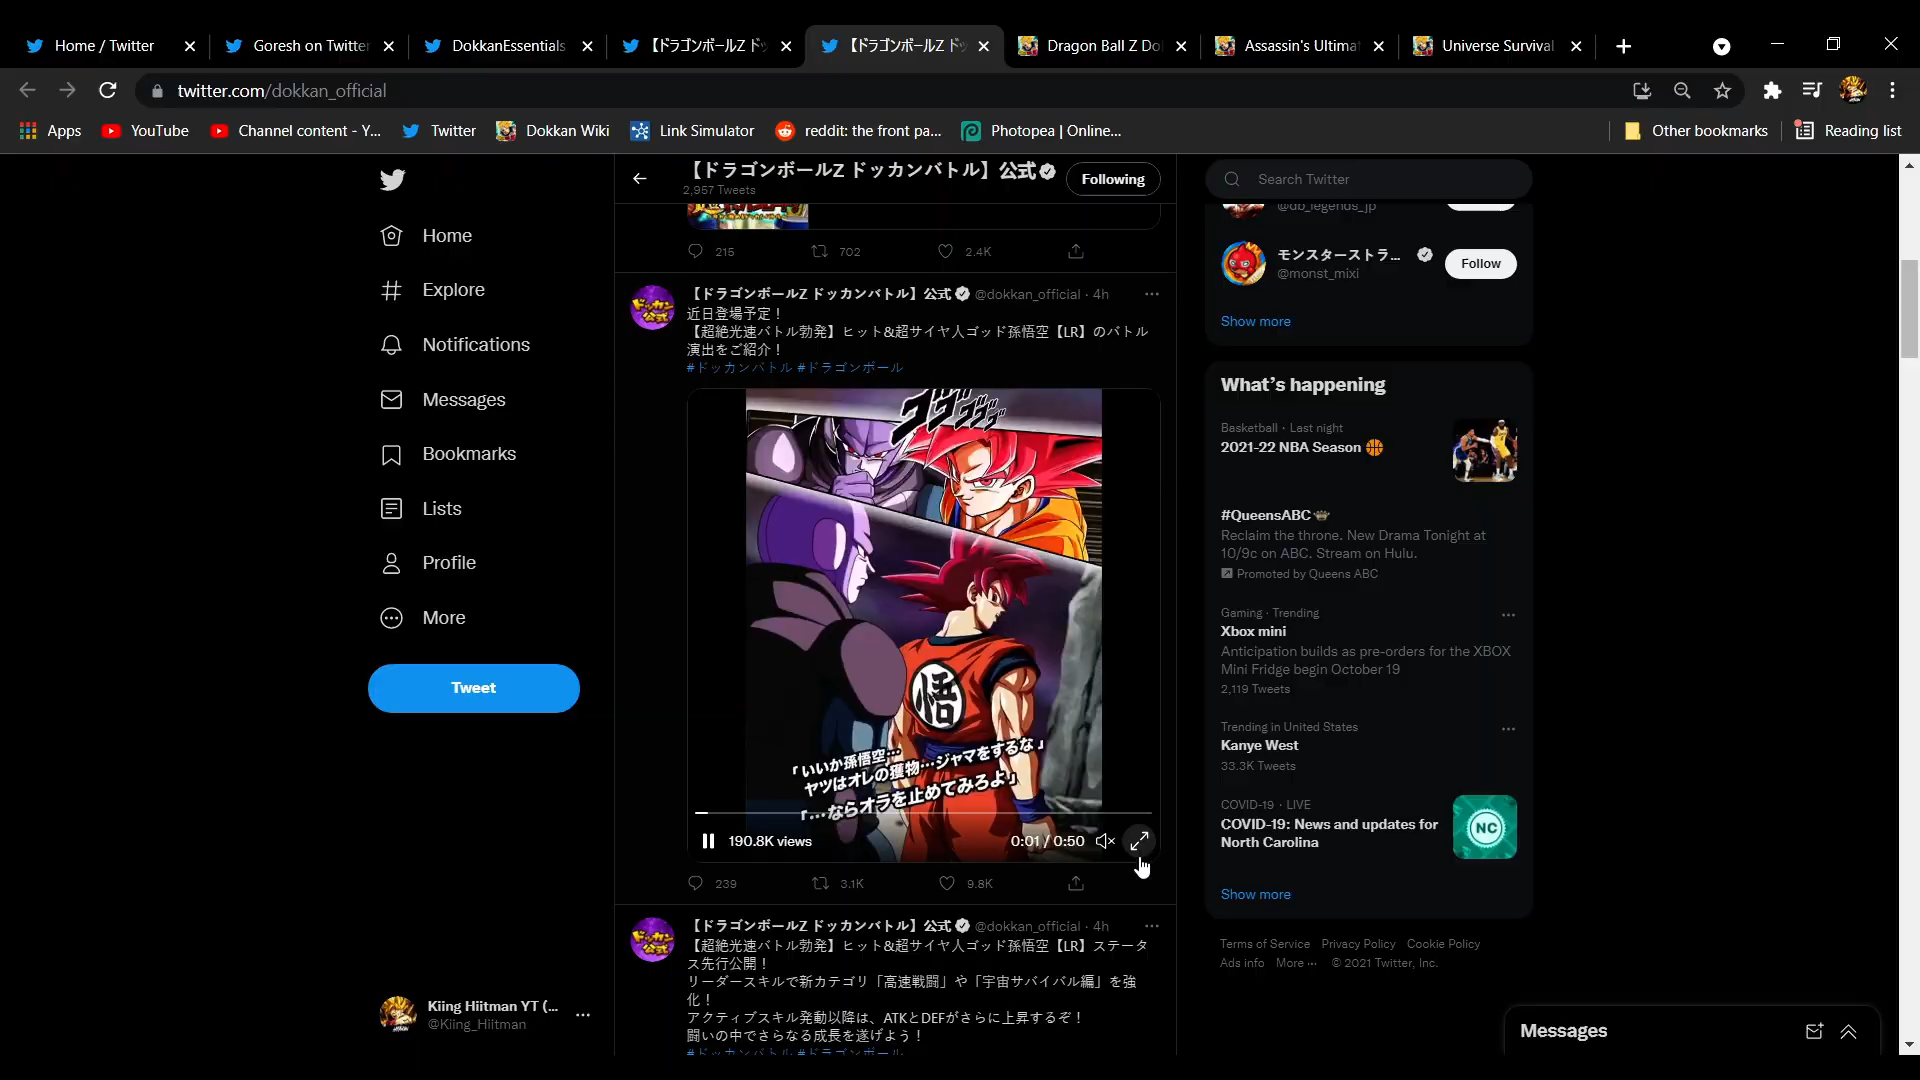 Home / Twitter
Goresh on Twitte
DokkanEssentials
【ドラゴンボールZ ド
【ドラゴンボールZ ド
Dragon Ball Z Do
Assassin's Ultima
Universe Survival
twitter.com/dokkan_official
Apps
YouTube
Channel content - Y...
Twitter
Dokkan Wiki
Link Simulator
reddit: the front pa...
Photopea | Online...
Other bookmarks
Reading list
Home
Explore
Notifications
Messages
Bookmarks
Lists
Profile
More
Tweet
Kiing Hiitman YT (...
@Kiing_Hiitman
【ドラゴンボールZ ドッカンバトル】公式
2,957 Tweets
Following
215
702
2.4K
【ドラゴンボールZ ドッカンバトル】公式 @dokkan_official · 4h
近日登場予定！
【超絶光速バトル勃発】ヒット&超サイヤ人ゴッド孫悟空【LR】のバトル
演出をご紹介！
#ドッカンバトル #ドラゴンボール
悟
「いいか孫悟空…
ヤツはオレの獲物…ジャマをするな」
「…ならオラを止めてみろよ」
190.8K views
0:01 / 0:50
239
3.1K
9.8K
【ドラゴンボールZ ドッカンバトル】公式 @dokkan_official · 4h
【超絶光速バトル勃発】ヒット&超サイヤ人ゴッド孫悟空【LR】ステータ
ス先行公開！
リーダースキルで新カテゴリ「高速戦闘」や「宇宙サバイバル編」を強
化！
アクティブスキル発動以降は、ATKとDEFがさらに上昇するぞ！
闘いの中でさらなる成長を遂げよう！
#ドッカンバトル #ドラゴンボール
Search Twitter
@db_legends_jp
モンスターストラ...
@monst_mixi
Follow
Show more
What's happening
Basketball · Last night
2021-22 NBA Season
#QueensABC
Reclaim the throne. New Drama Tonight at
10/9c on ABC. Stream on Hulu.
Promoted by Queens ABC
Gaming · Trending
Xbox mini
Anticipation builds as pre-orders for the XBOX
Mini Fridge begin October 19
2,119 Tweets
Trending in United States
Kanye West
33.3K Tweets
COVID-19 · LIVE
COVID-19: News and updates for
North Carolina
NC
Show more
Terms of Service Privacy Policy Cookie Policy
Ads info More ··· © 2021 Twitter, Inc.
Messages